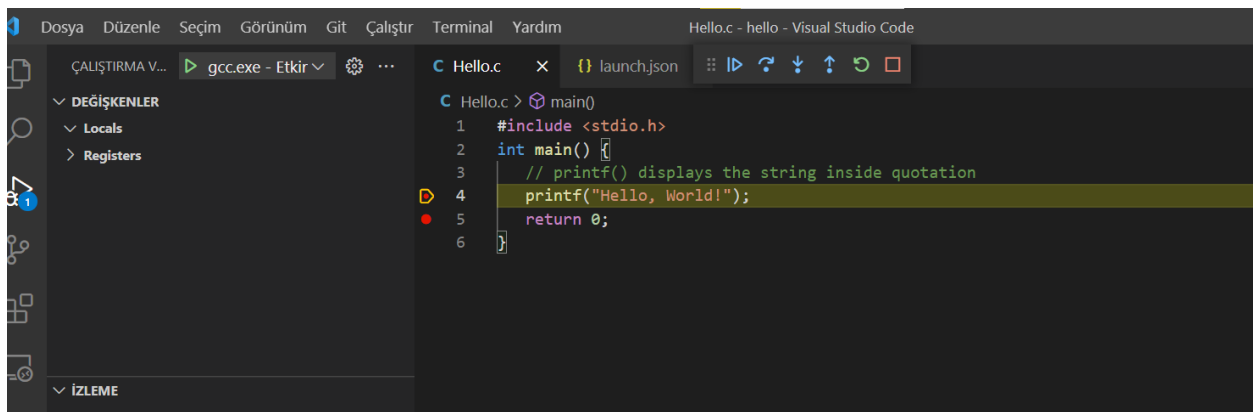 Dosya Düzenle Seçim Görünüm Git Çalıştır Terminal Yardım Hello.c - hello - Visual Studio Code
ÇALIŞTIRMA V... gcc.exe - Etkir
C Hello.c {} launch.json
DEĞİŞKENLER
Locals
Registers
İZLEME
1
C Hello.c > main()
1 #include <stdio.h>
2 int main() {
3 // printf() displays the string inside quotation
4 printf("Hello, World!");
5 return 0;
6 }